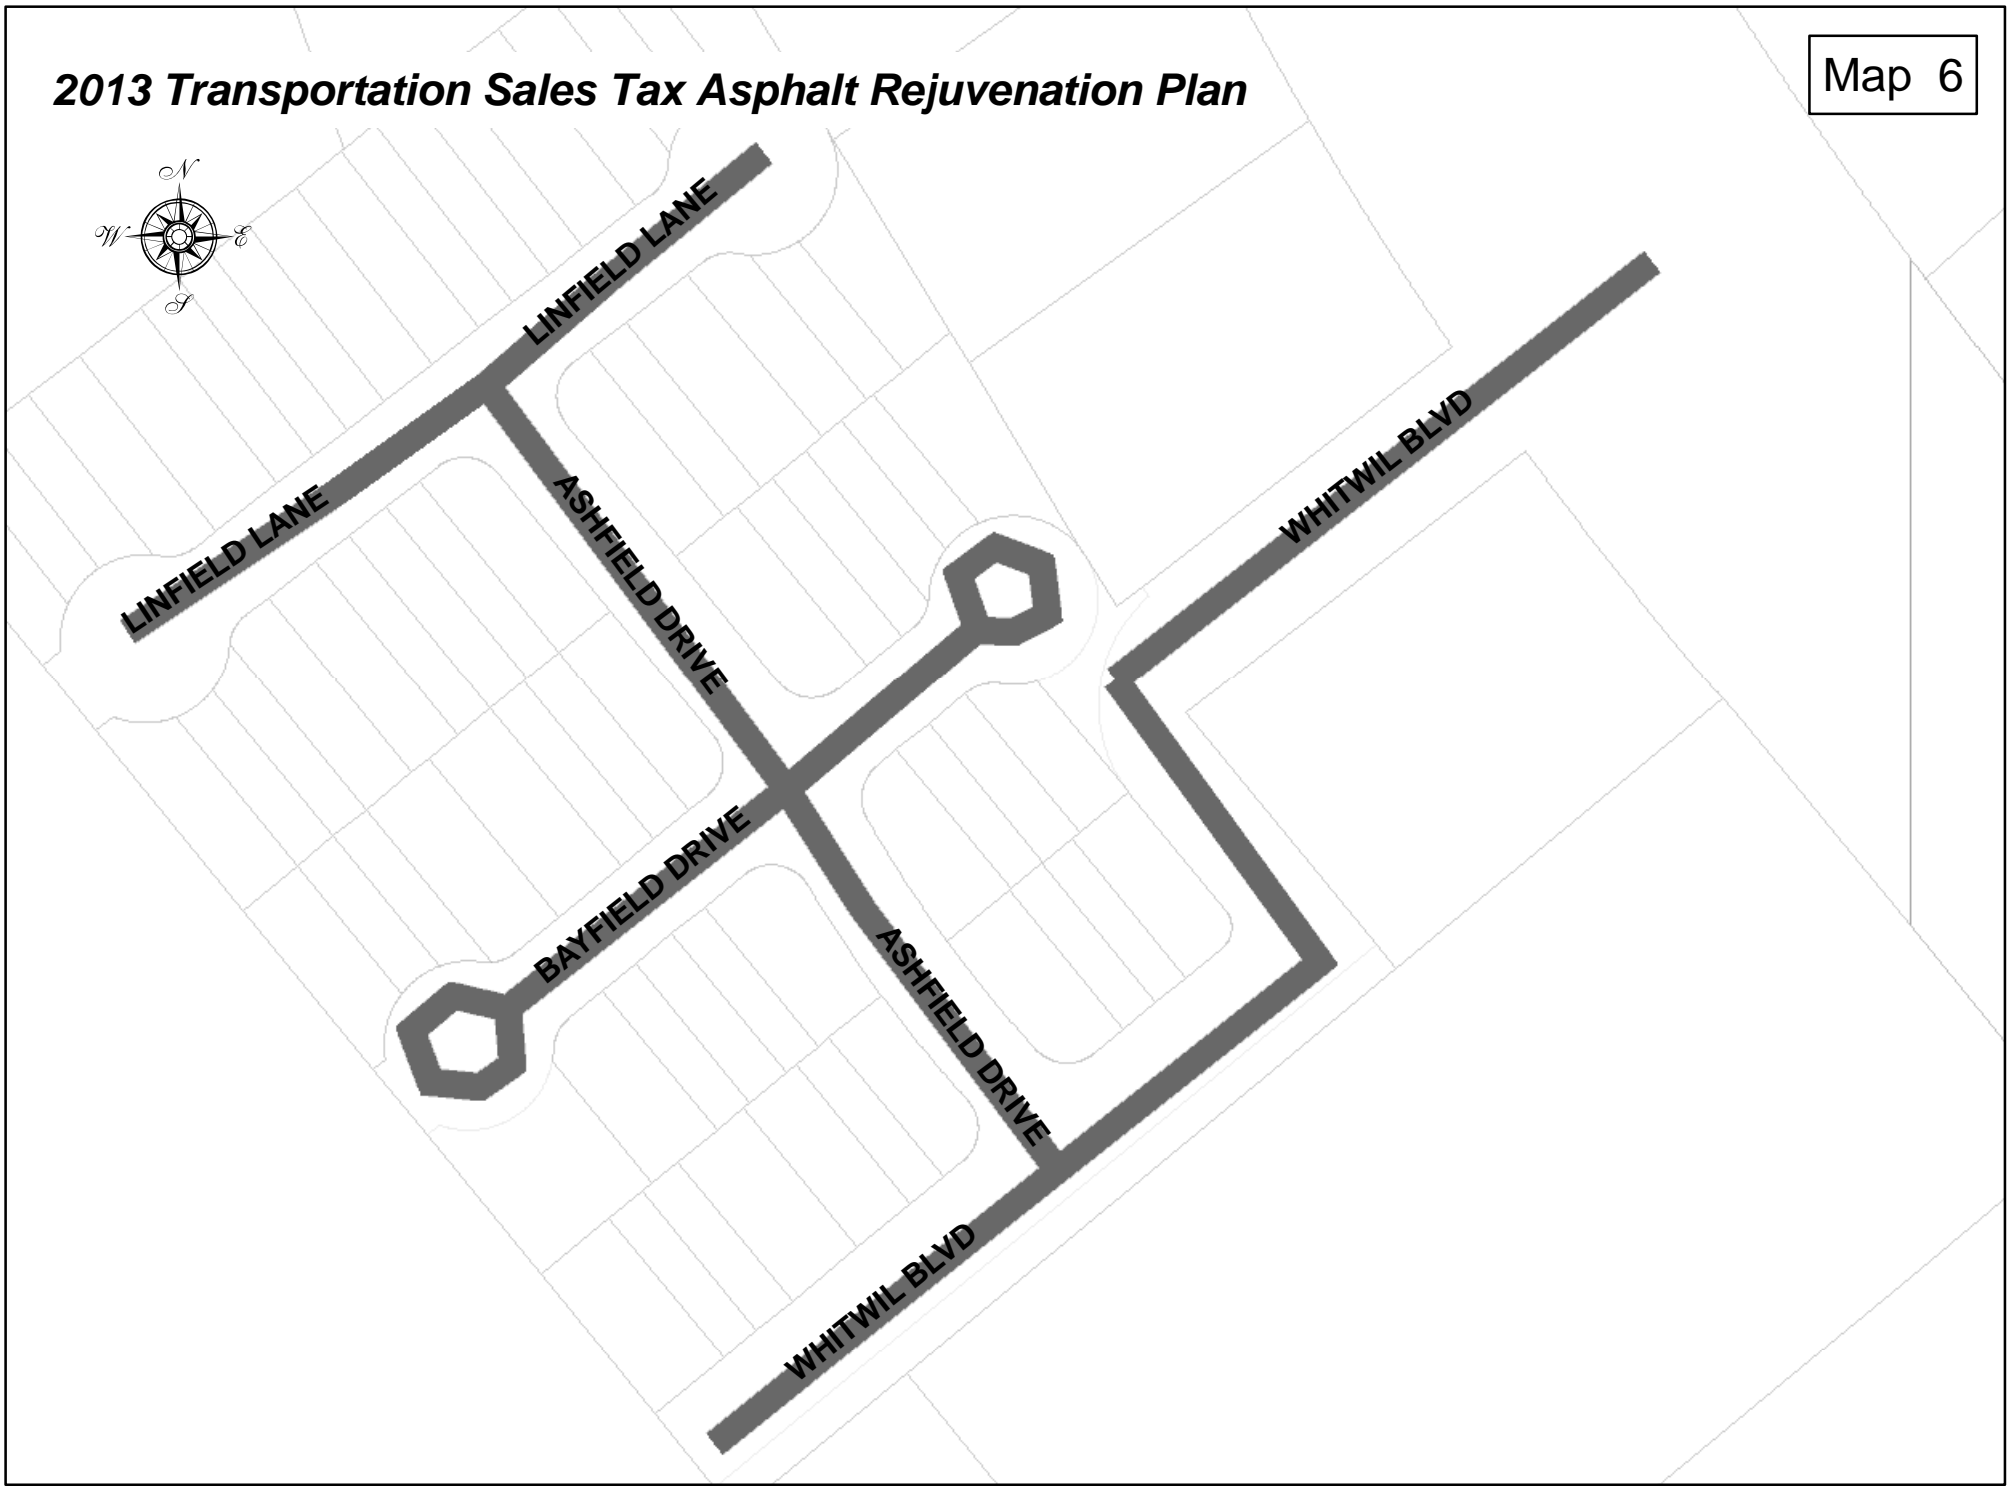 2013 Transportation Sales Tax Asphalt Rejuvenation Plan
Map 6
N
W
E
S
LINFIELD LANE
LINFIELD LANE
ASHFIELD DRIVE
WHITWIL BLVD
BAYFIELD DRIVE
ASHFIELD DRIVE
WHITWIL BLVD